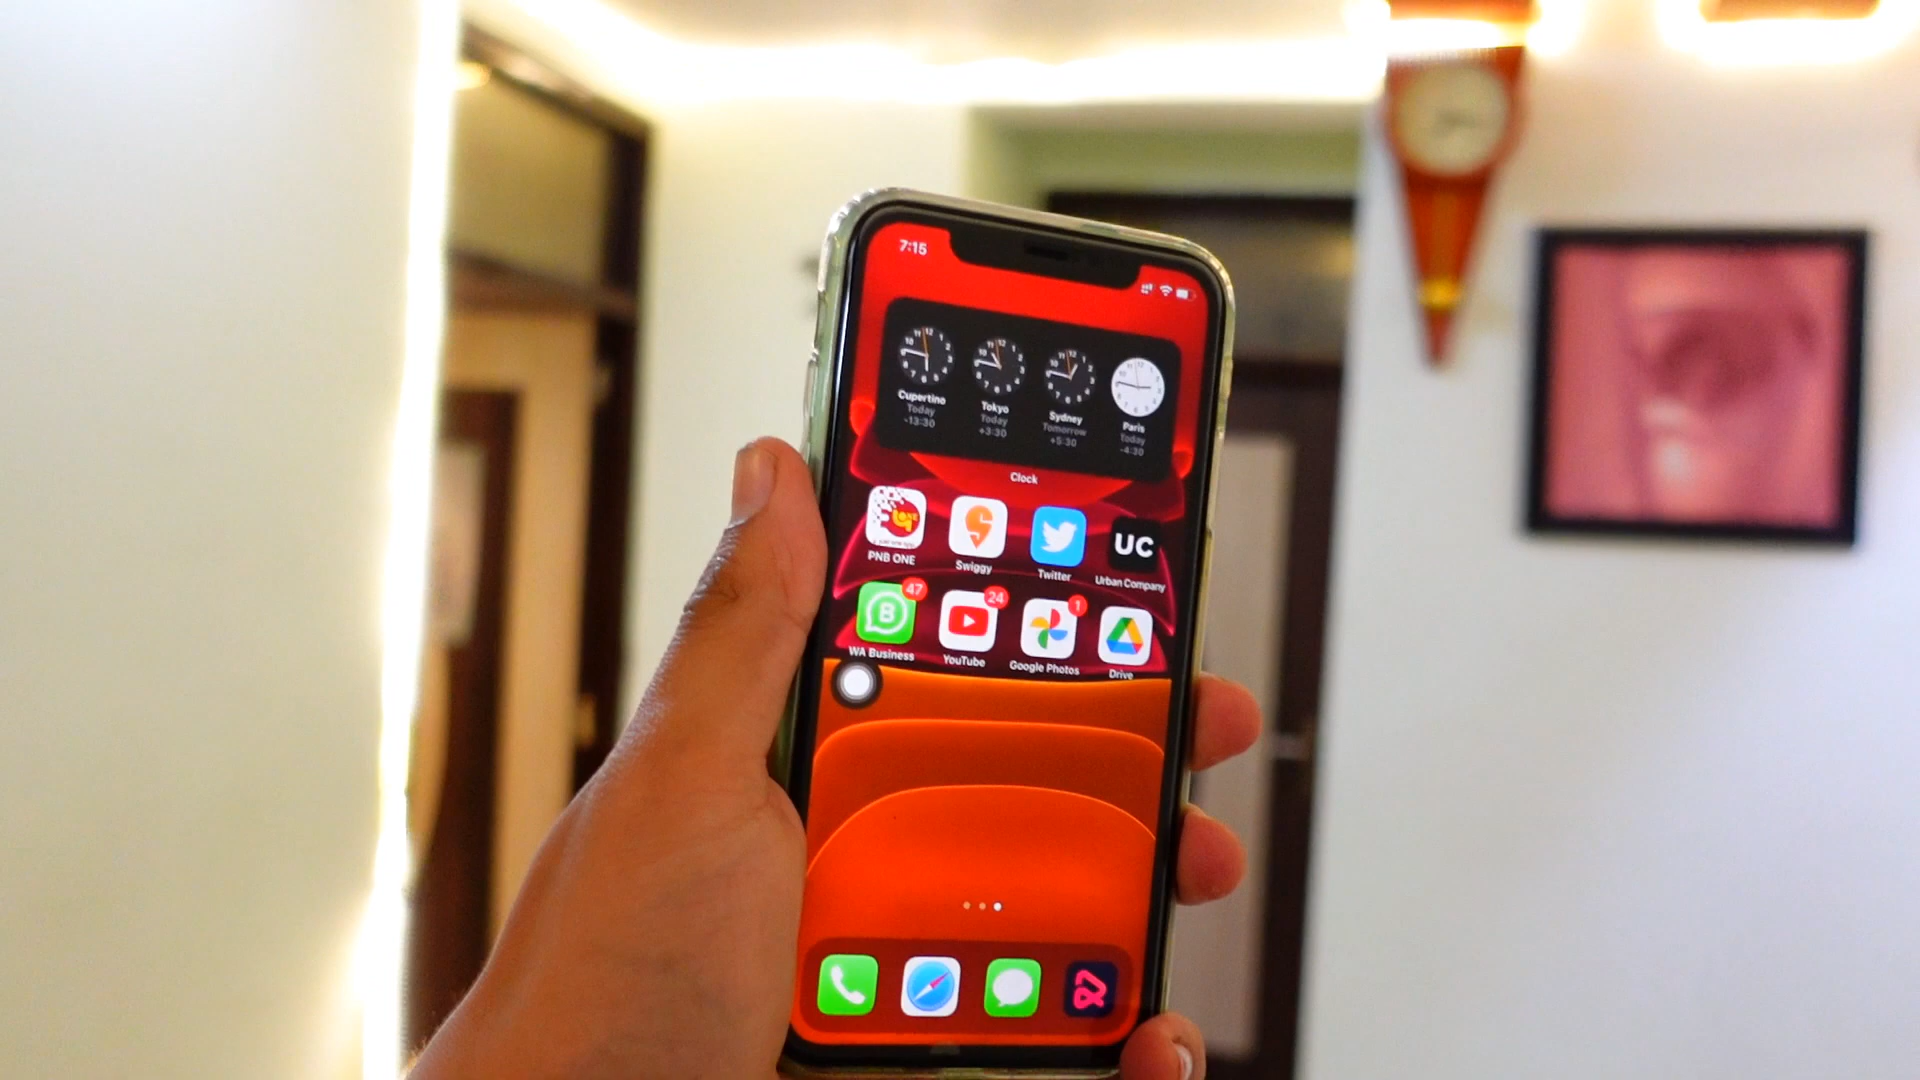 7:15
Cupertino
Today
-13:30
Tokyo
Today
+3:30
Sydney
Tomorrow
+5:30
Paris
Today
-4:30
Clock
ONE
PNB ONE
Swiggy
Twitter
UC
Urban Company
47
B
WA Business
24
YouTube
1
Google Photos
Drive